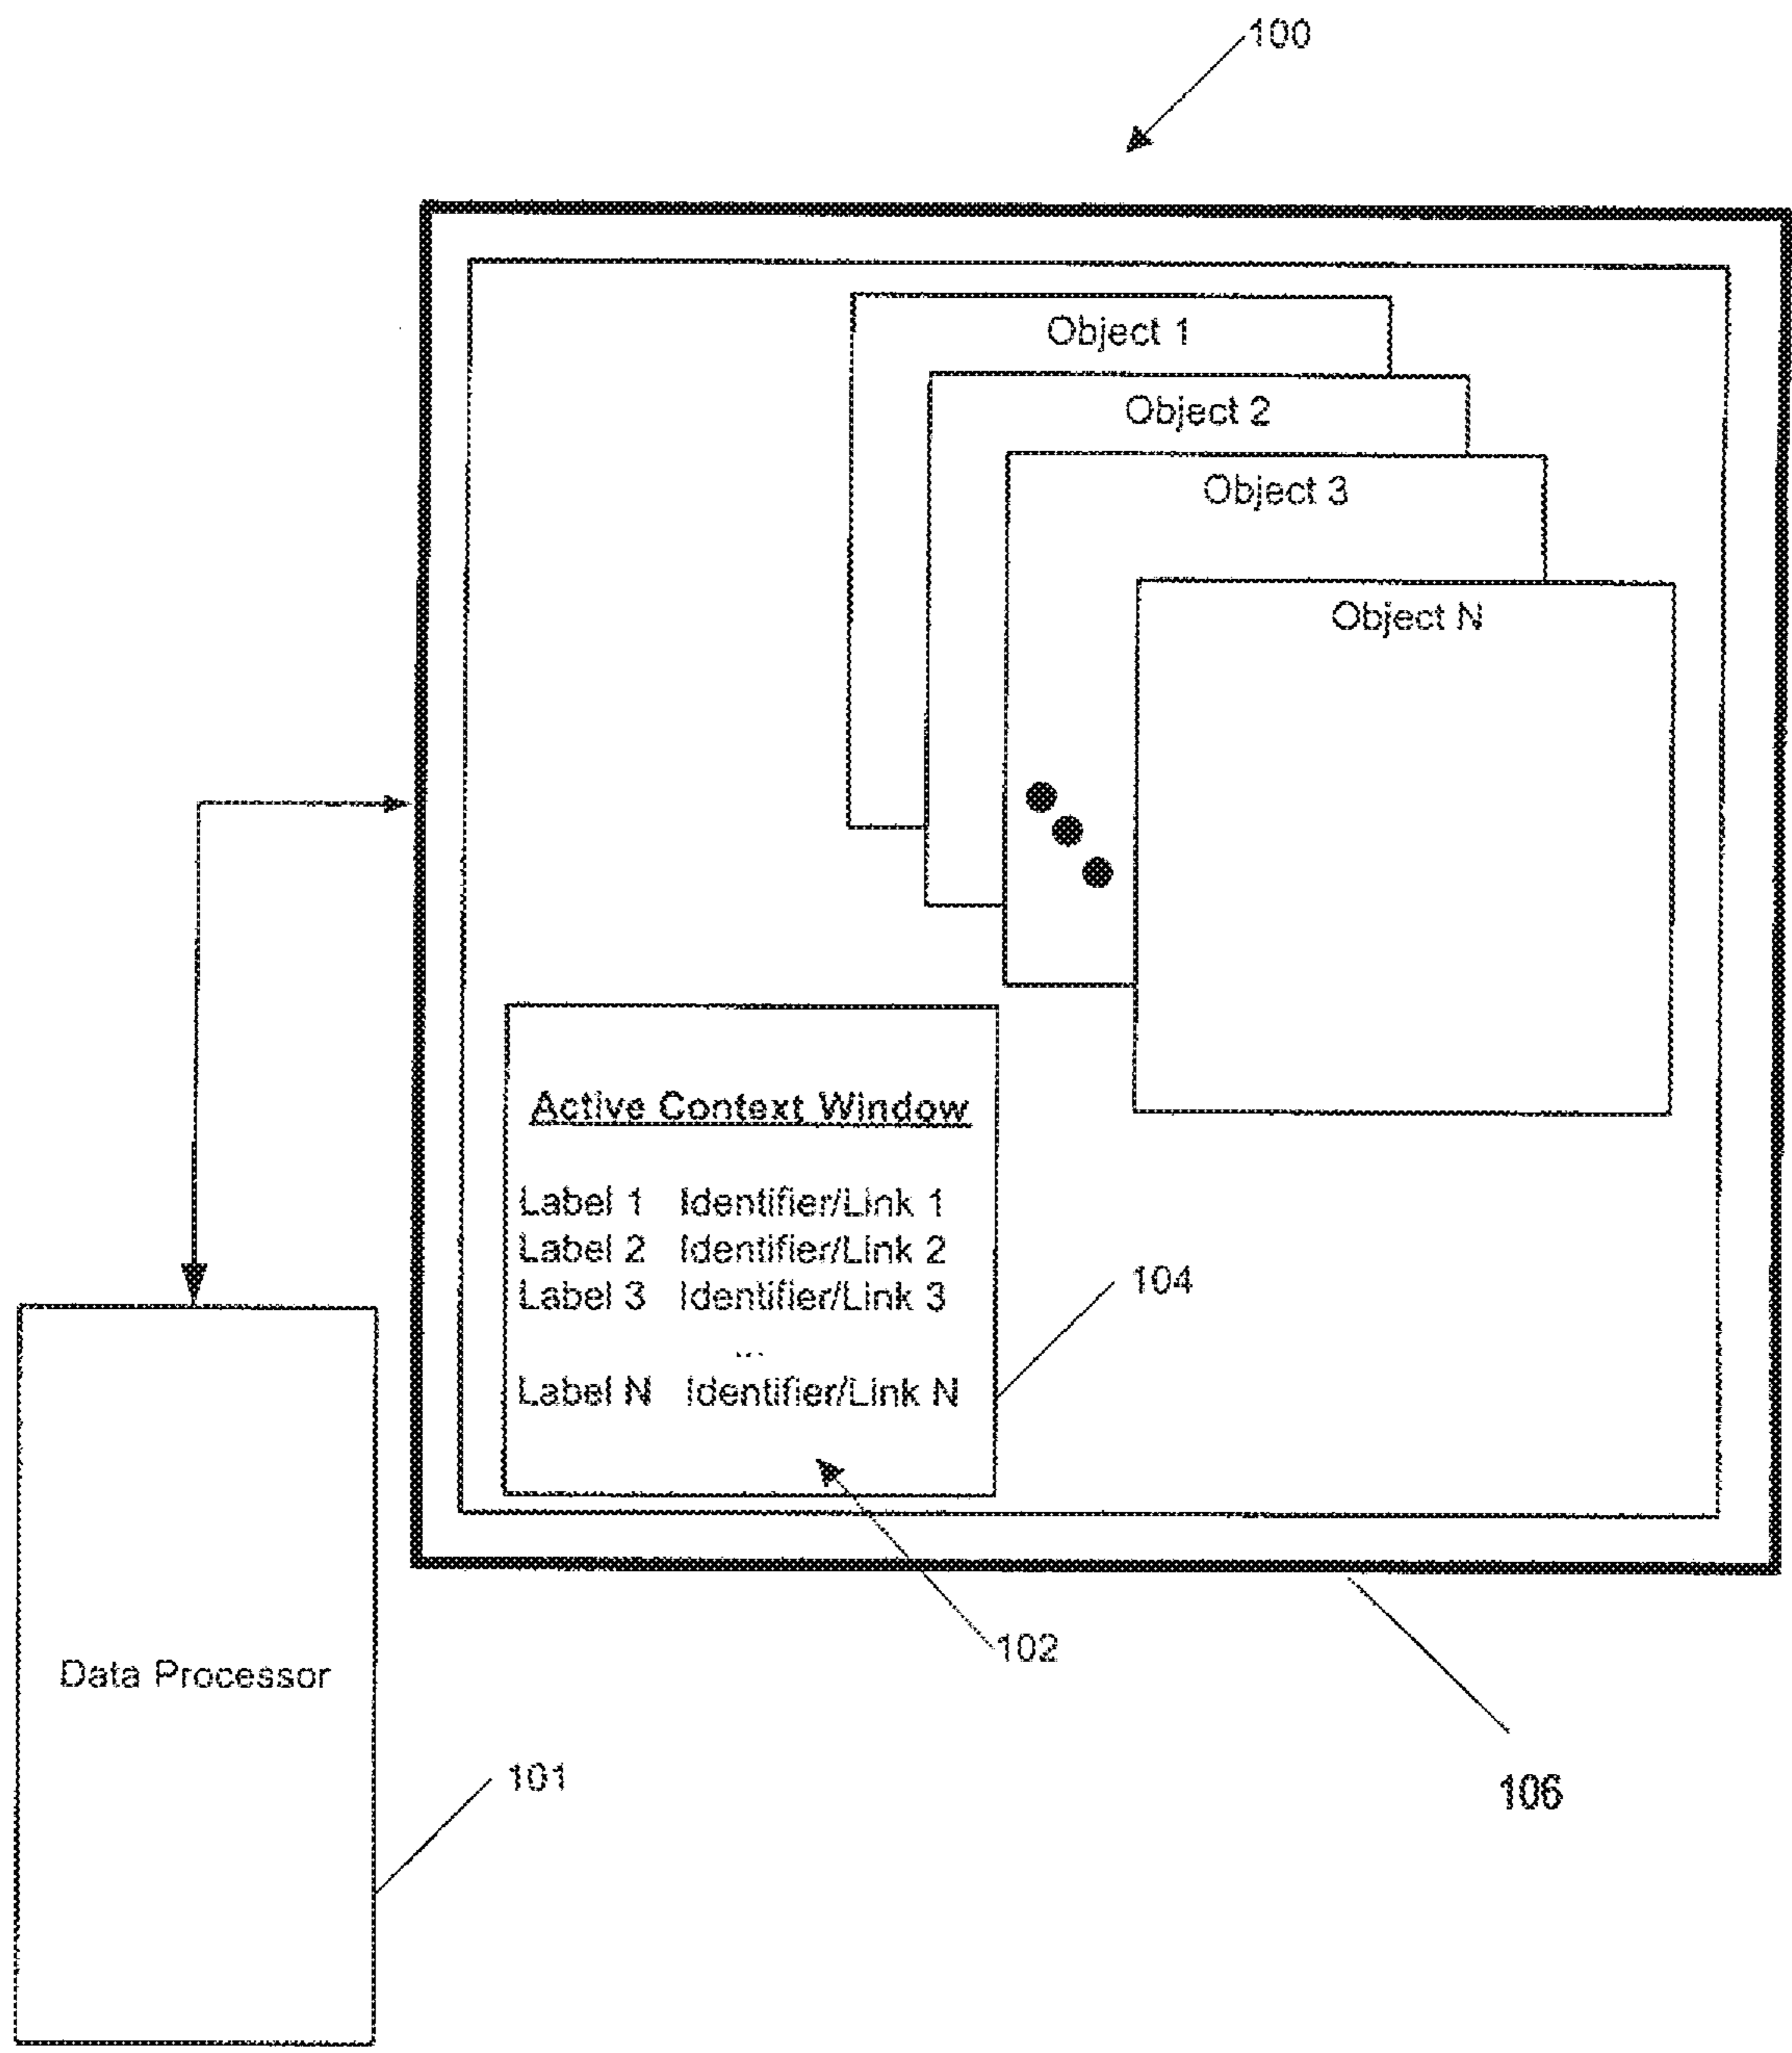 100
Object 1
Object 2
Object 3
Object N
Active Context Window
Label 1 Identifier/Link 1
Label 2 Identifier/Link 2
Label 3 Identifier/Link 3
...
Label N Identifier/Link N
104
102
Data Processor
101
106